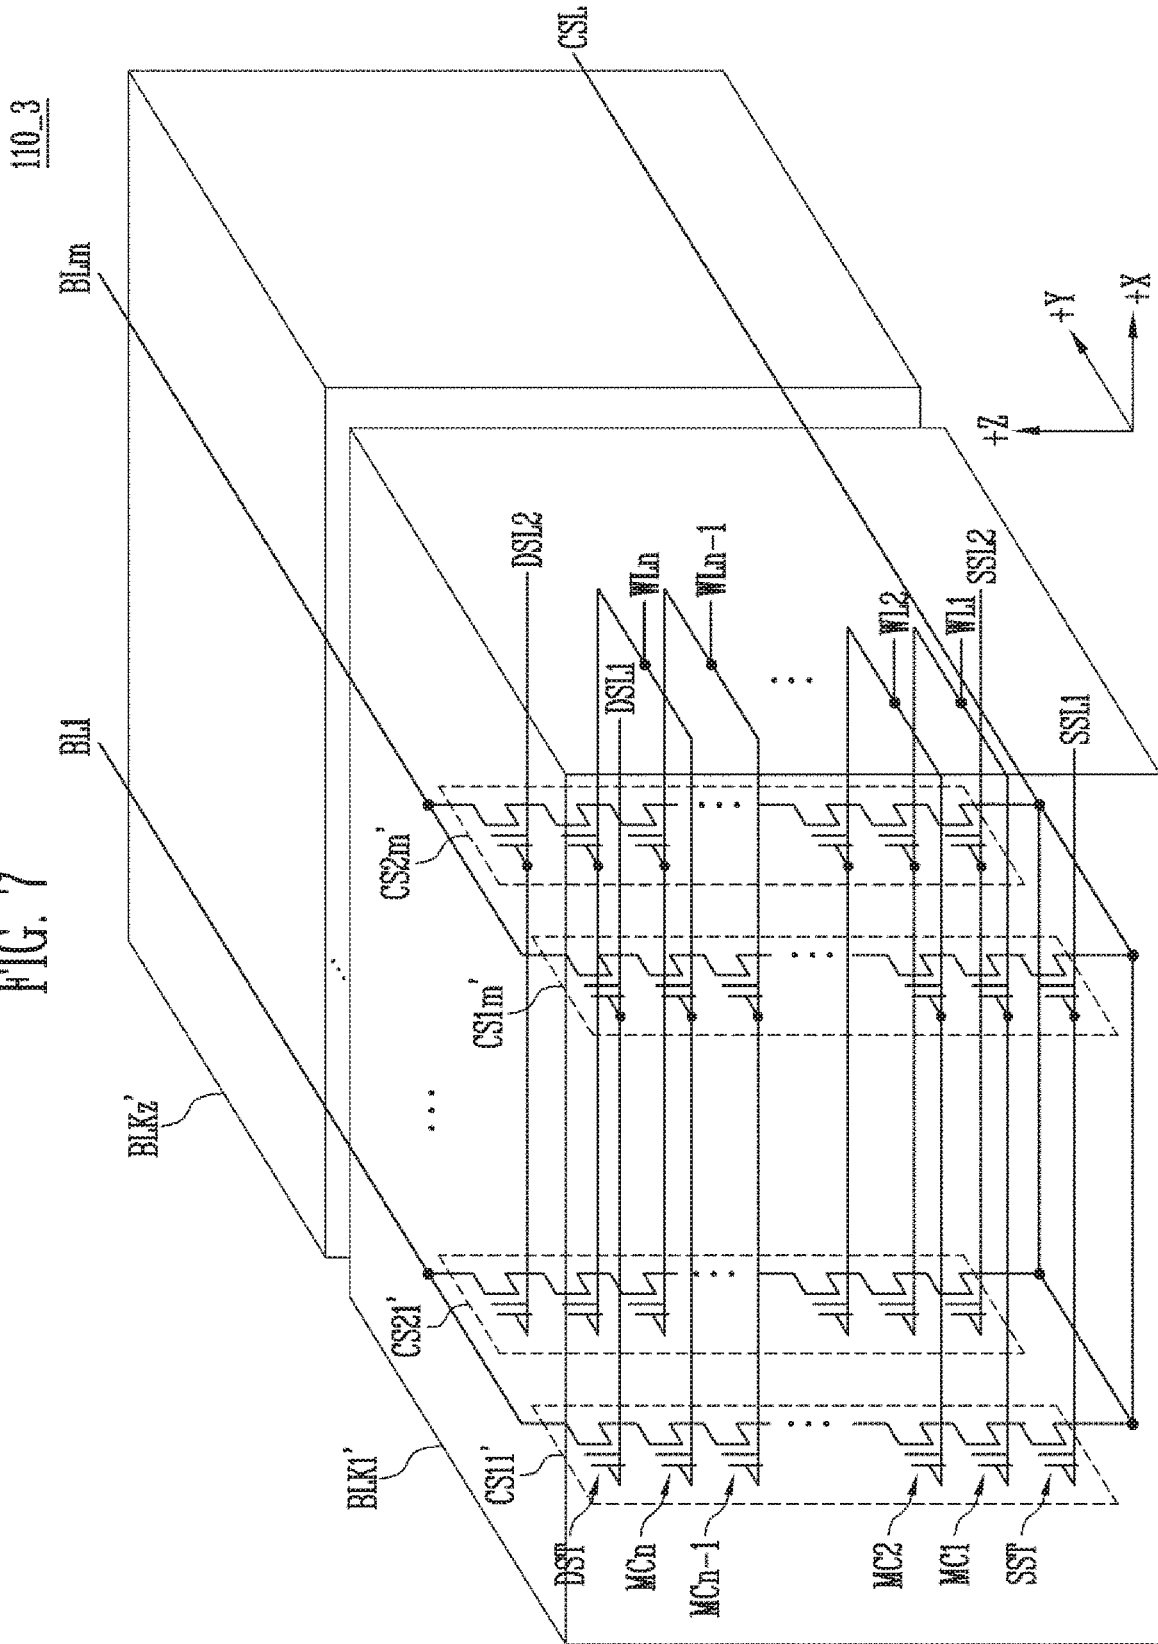 FIG. 7
110_3
BLKz'
BLK1'
BL1
BLm
CSL
CS11'
CS21'
CS1m'
CS2m'
DST
MCn
MCn-1
MC2
MC1
SST
DSL2
DSL1
WLn
WLn-1
WL2
WL1
SSL2
SSL1
+Z
+Y
+X